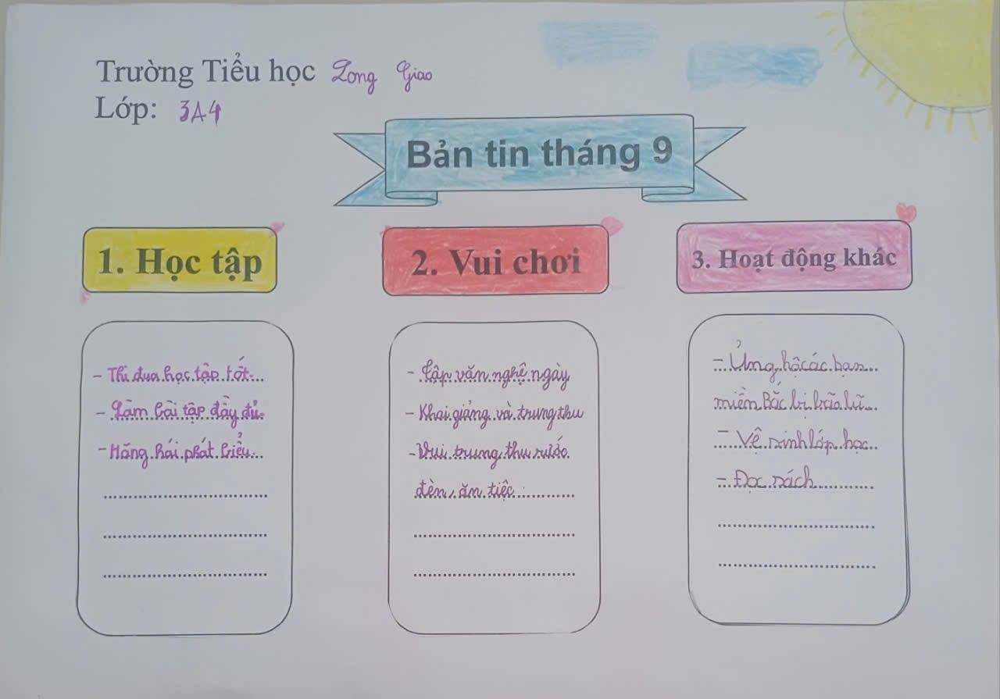 Trường Tiểu học Long Giao
Lớp: 3A4
Bản tin tháng 9
1. Học tập
- Thi đua học tập tốt
- Làm bài tập đầy đủ
- Hăng hái phát biểu
2. Vui chơi
- Tập văn nghệ ngày
- Khai giảng và trung thu
- Vui trung thu rước
đèn, ăn tiệc
3. Hoạt động khác
- Ủng hộ các bạn
miền Bắc bị bão lũ
- Vệ sinh lớp học
- Đọc sách